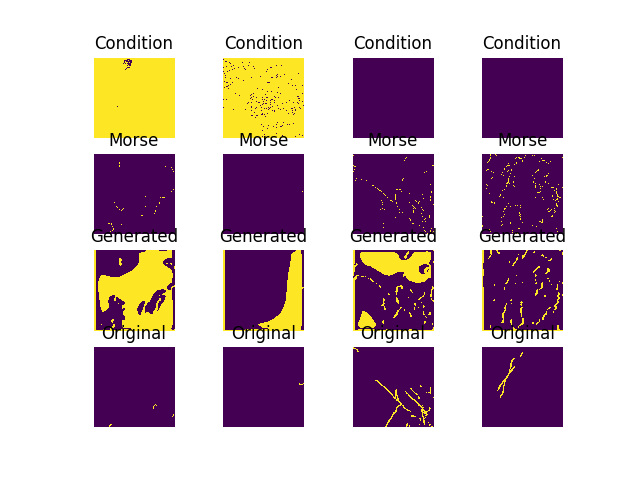 Condition Condition Condition Condition
Morse Morse Morse Morse
Generated Generated Generated Generated
Original Original Original Original